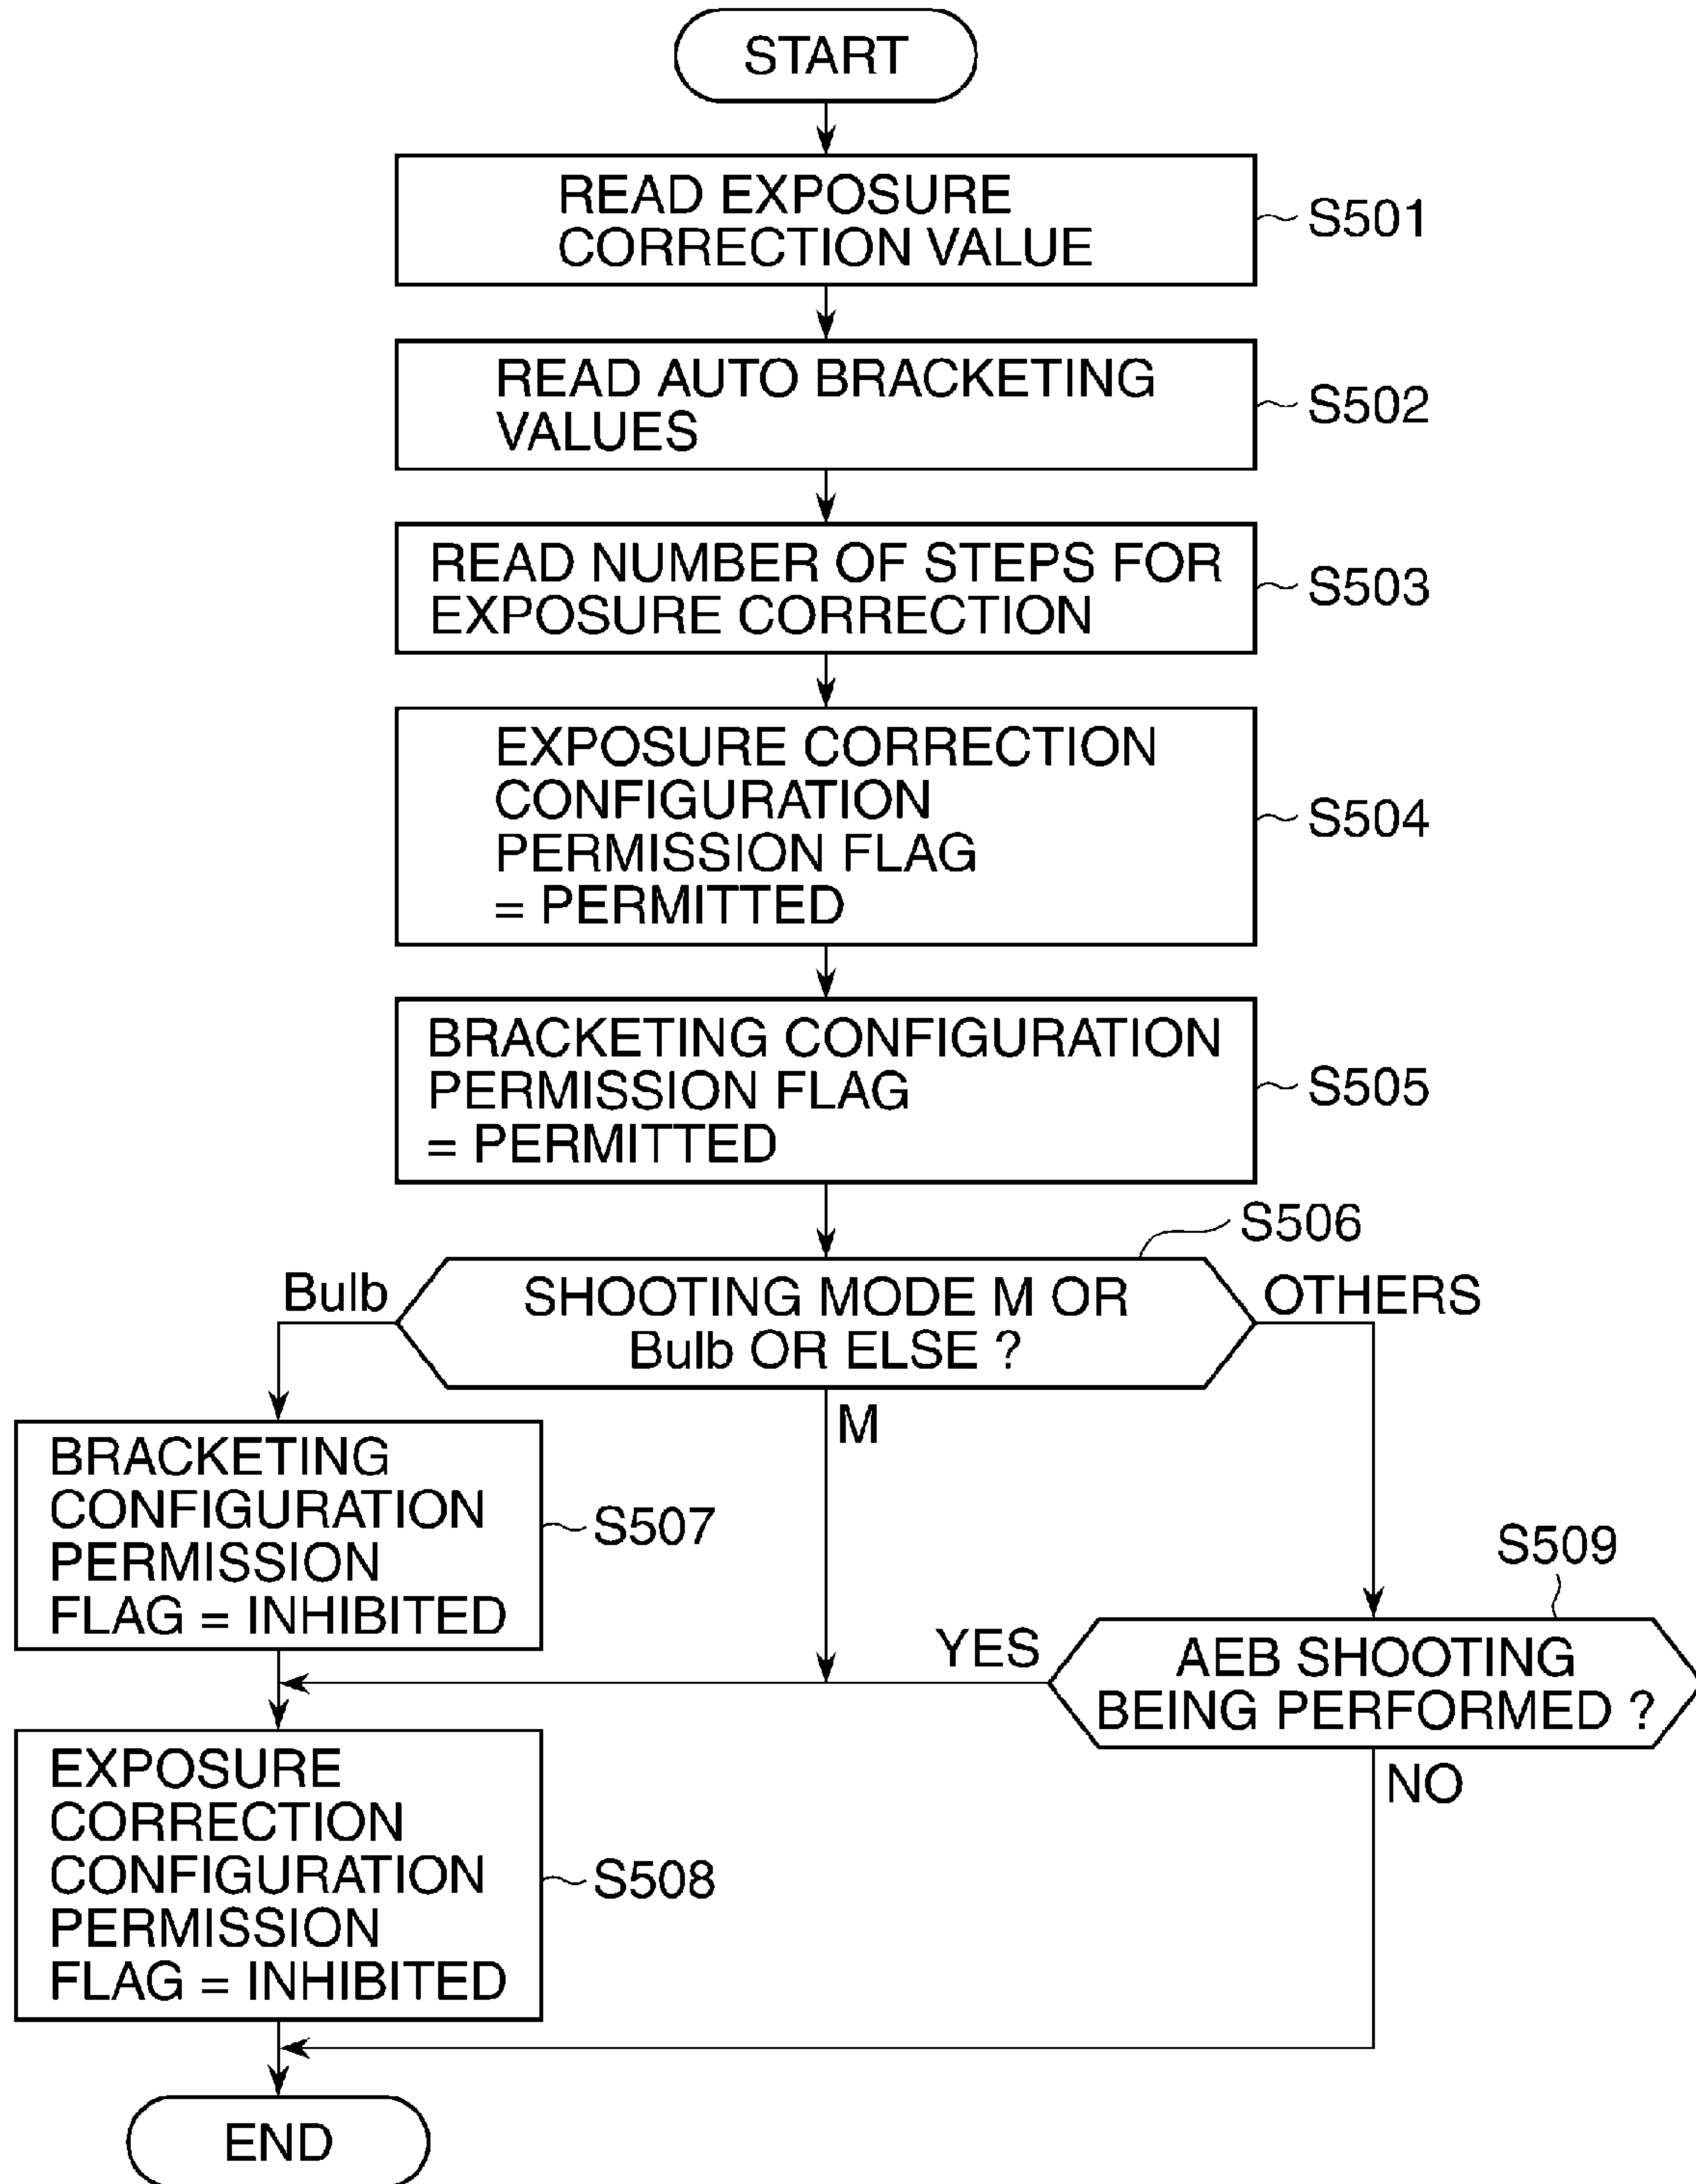 START
READ EXPOSURE
CORRECTION VALUE
S501
READ AUTO BRACKETING
VALUES
S502
READ NUMBER OF STEPS FOR
EXPOSURE CORRECTION
S503
EXPOSURE CORRECTION
CONFIGURATION
PERMISSION FLAG
= PERMITTED
S504
BRACKETING CONFIGURATION
PERMISSION FLAG
= PERMITTED
S505
S506
Bulb
SHOOTING MODE M OR
Bulb OR ELSE ?
OTHERS
M
BRACKETING
CONFIGURATION
PERMISSION
FLAG = INHIBITED
S507
S509
YES
AEB SHOOTING
BEING PERFORMED ?
NO
EXPOSURE
CORRECTION
CONFIGURATION
PERMISSION
FLAG = INHIBITED
S508
END